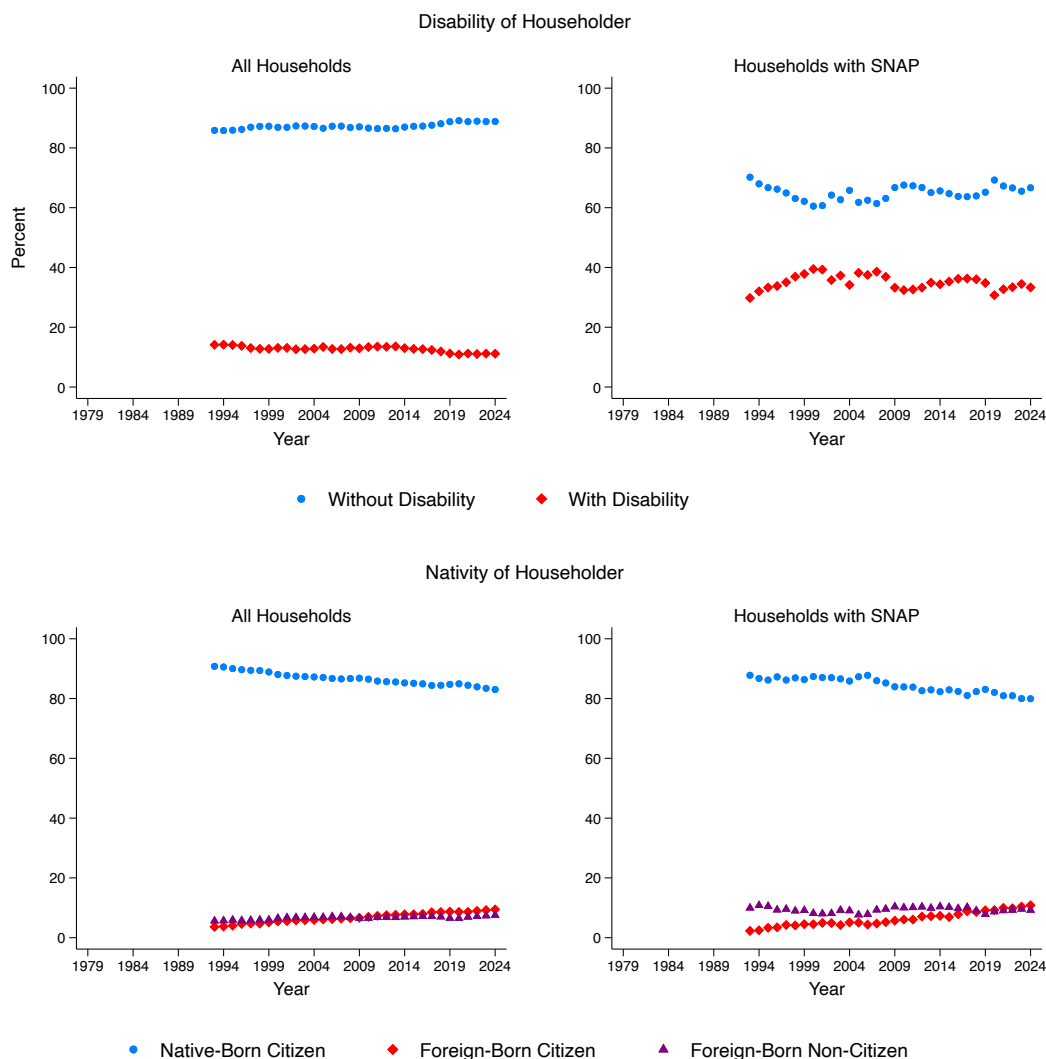 Disability of Householder
All Households
Households with SNAP
Percent
100
80
60
40
20
0
1979 1984 1989 1994 1999 2004 2009 2014 2019 2024
Year
100
80
60
40
20
0
1979 1984 1989 1994 1999 2004 2009 2014 2019 2024
Year
Without Disability With Disability
Nativity of Householder
All Households
Households with SNAP
100
80
60
40
20
0
1979 1984 1989 1994 1999 2004 2009 2014 2019 2024
Year
100
80
60
40
20
0
1979 1984 1989 1994 1999 2004 2009 2014 2019 2024
Year
Native-Born Citizen Foreign-Born Citizen Foreign-Born Non-Citizen